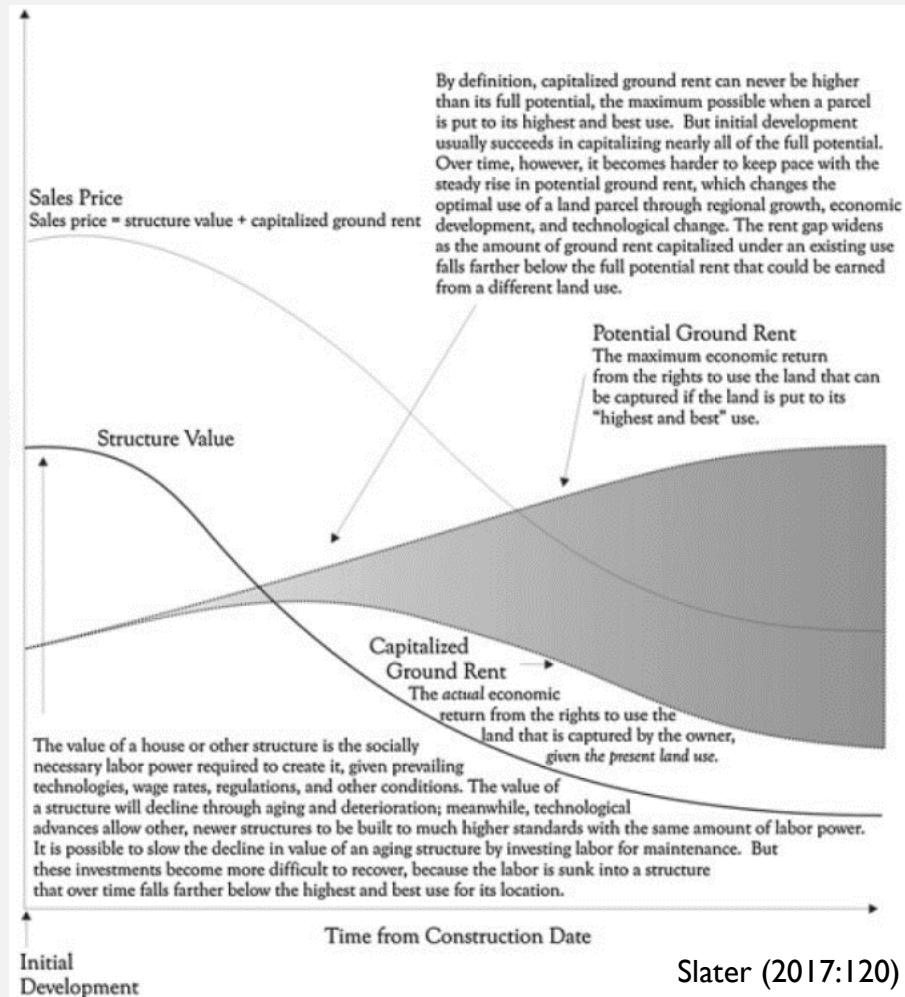 By definition, capitalized ground rent can never be higher
than its full potential, the maximum possible when a parcel
is put to its highest and best use. But initial development
usually succeeds in capitalizing nearly all of the full potential.
Over time, however, it becomes harder to keep pace with the
steady rise in potential ground rent, which changes the
optimal use of a land parcel through regional growth, economic
development, and technological change. The rent gap widens
as the amount of ground rent capitalized under an existing use
falls farther below the full potential rent that could be earned
from a different land use.
Sales Price
Sales price = structure value + capitalized ground rent
Potential Ground Rent
The maximum economic return
from the rights to use the land that can
be captured if the land is put to its
"highest and best" use.
Structure Value
Capitalized
Ground Rent
The actual economic
return from the rights to use the
land that is captured by the owner,
given the present land use.
The value of a house or other structure is the socially
necessary labor power required to create it, given prevailing
technologies, wage rates, regulations, and other conditions. The value of
a structure will decline through aging and deterioration; meanwhile, technological
advances allow other, newer structures to be built to much higher standards with the same amount of labor power.
It is possible to slow the decline in value of an aging structure by investing labor for maintenance. But
these investments become more difficult to recover, because the labor is sunk into a structure
that over time falls farther below the highest and best use for its location.
Time from Construction Date
Initial
Development
Slater (2017:120)